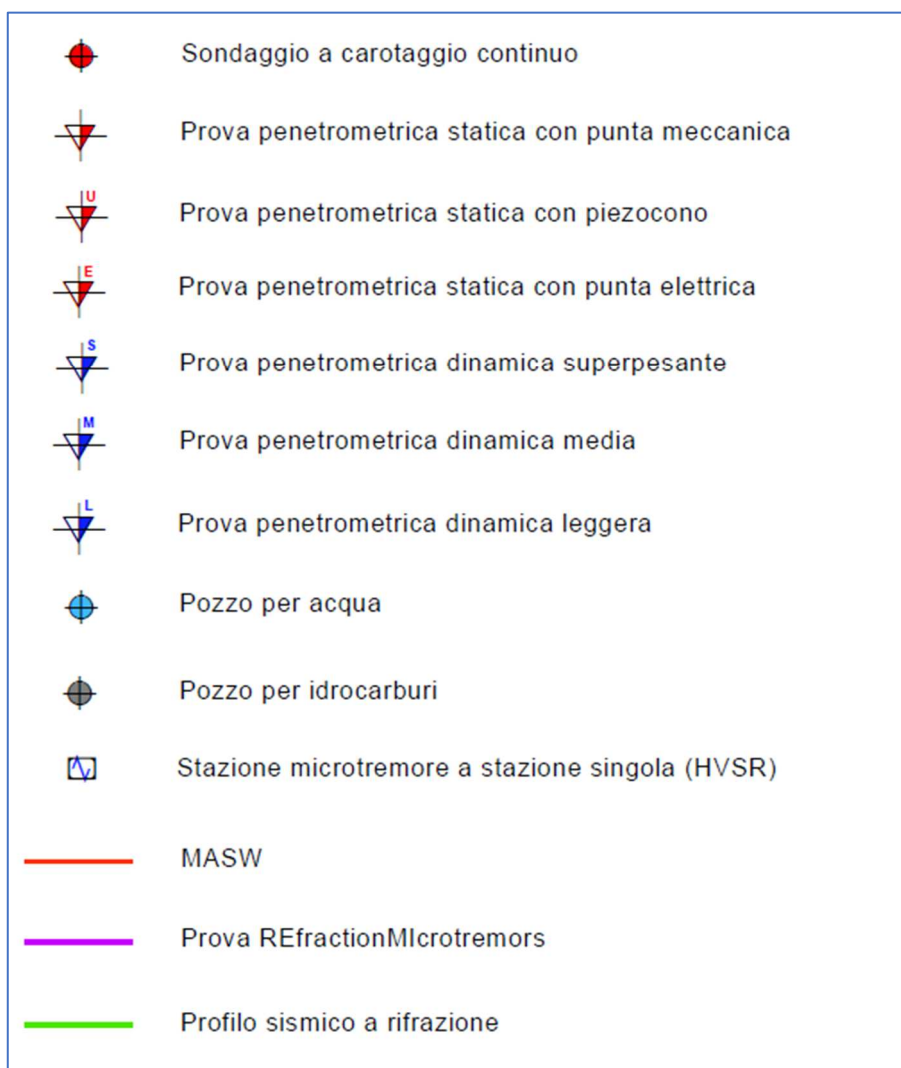 Sondaggio a carotaggio continuo
Prova penetrometrica statica con punta meccanica
U
Prova penetrometrica statica con piezocono
E
Prova penetrometrica statica con punta elettrica
S
Prova penetrometrica dinamica superpesante
M
Prova penetrometrica dinamica media
L
Prova penetrometrica dinamica leggera
Pozzo per acqua
Pozzo per idrocarburi
Stazione microtremore a stazione singola (HVSR)
MASW
Prova REfractionMIcrotremors
Profilo sismico a rifrazione